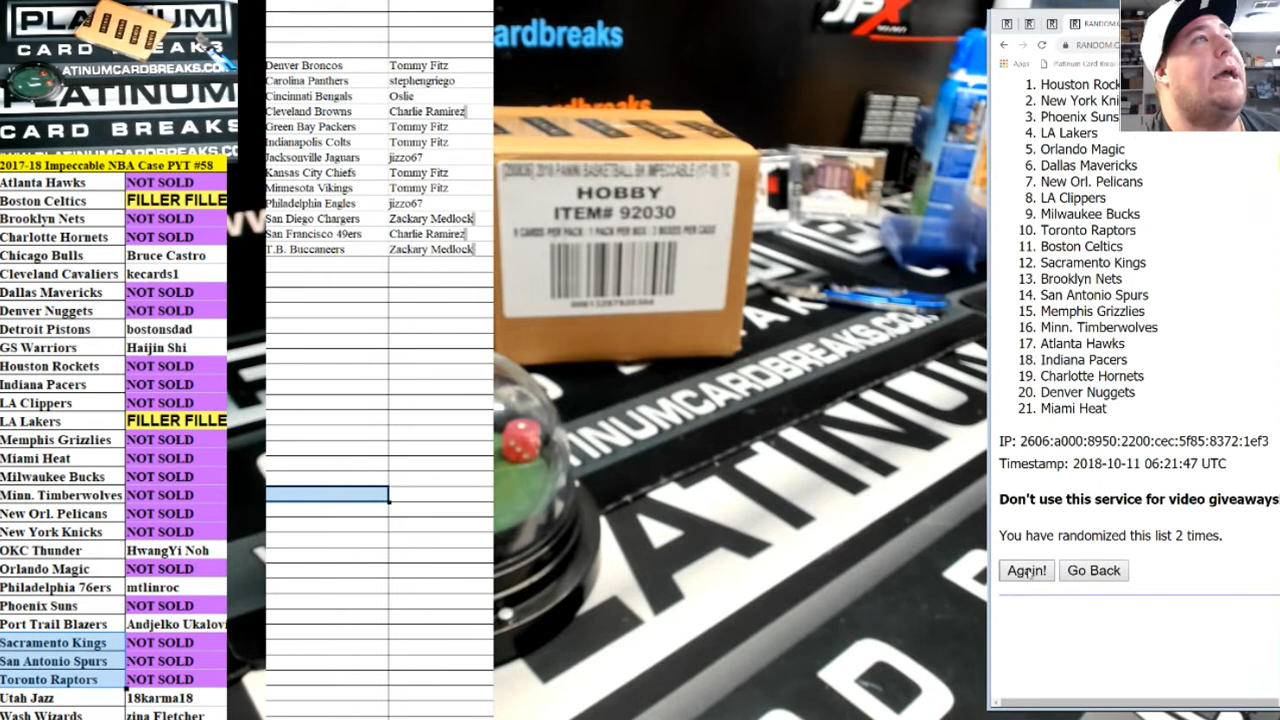 PLATINUM
CARD BREAKS
ATINUMCARDBREAKS.CO
PLATINUM
CARD BREAKS
2017-18 Impeccable NBA Case PYT #58
Atlanta Hawks NOT SOLD
Boston Celtics FILLER FILLE
Brooklyn Nets NOT SOLD
Charlotte Hornets NOT SOLD
Chicago Bulls Bruce Castro
Cleveland Cavaliers kecards1
Dallas Mavericks NOT SOLD
Denver Nuggets NOT SOLD
Detroit Pistons bostonsdad
GS Warriors Haijin Shi
Houston Rockets NOT SOLD
Indiana Pacers NOT SOLD
LA Clippers NOT SOLD
LA Lakers FILLER FILLE
Memphis Grizzlies NOT SOLD
Miami Heat NOT SOLD
Milwaukee Bucks NOT SOLD
Minn. Timberwolves NOT SOLD
New Orl. Pelicans NOT SOLD
New York Knicks NOT SOLD
OKC Thunder HwangYi Noh
Orlando Magic NOT SOLD
Philadelphia 76ers mtlinroc
Phoenix Suns NOT SOLD
Port Trail Blazers Andjelko Ukalovi
Sacramento Kings NOT SOLD
San Antonio Spurs NOT SOLD
Toronto Raptors NOT SOLD
Utah Jazz 18karma18
Wash Wizards zina Fletcher
Denver Broncos Tommy Fitz
Carolina Panthers stephengriego
Cincinnati Bengals Oslie
Cleveland Browns Charlie Ramirez
Green Bay Packers Tommy Fitz
Indianapolis Colts Tommy Fitz
Jacksonville Jaguars jizzo67
Kansas City Chiefs Tommy Fitz
Minnesota Vikings Tommy Fitz
Philadelphia Eagles jizzo67
San Diego Chargers Zackary Medlock
San Francisco 49ers Charlie Ramirez
T.B. Buccaneers Zackary Medlock
ardbreaks
JPX
HOBBY
ITEM# 92030
TINUMCARDBREAKS.COM
LATINUM
D
RANDOM.O
RANDOM.C
Apps Platinum Card Brea
1. Houston Rock
2. New York Kni
3. Phoenix Suns
4. LA Lakers
5. Orlando Magic
6. Dallas Mavericks
7. New Orl. Pelicans
8. LA Clippers
9. Milwaukee Bucks
10. Toronto Raptors
11. Boston Celtics
12. Sacramento Kings
13. Brooklyn Nets
14. San Antonio Spurs
15. Memphis Grizzlies
16. Minn. Timberwolves
17. Atlanta Hawks
18. Indiana Pacers
19. Charlotte Hornets
20. Denver Nuggets
21. Miami Heat
IP: 2606:a000:8950:2200:cec:5f85:8372:1ef3
Timestamp: 2018-10-11 06:21:47 UTC
Don't use this service for video giveaways
You have randomized this list 2 times.
Again! Go Back